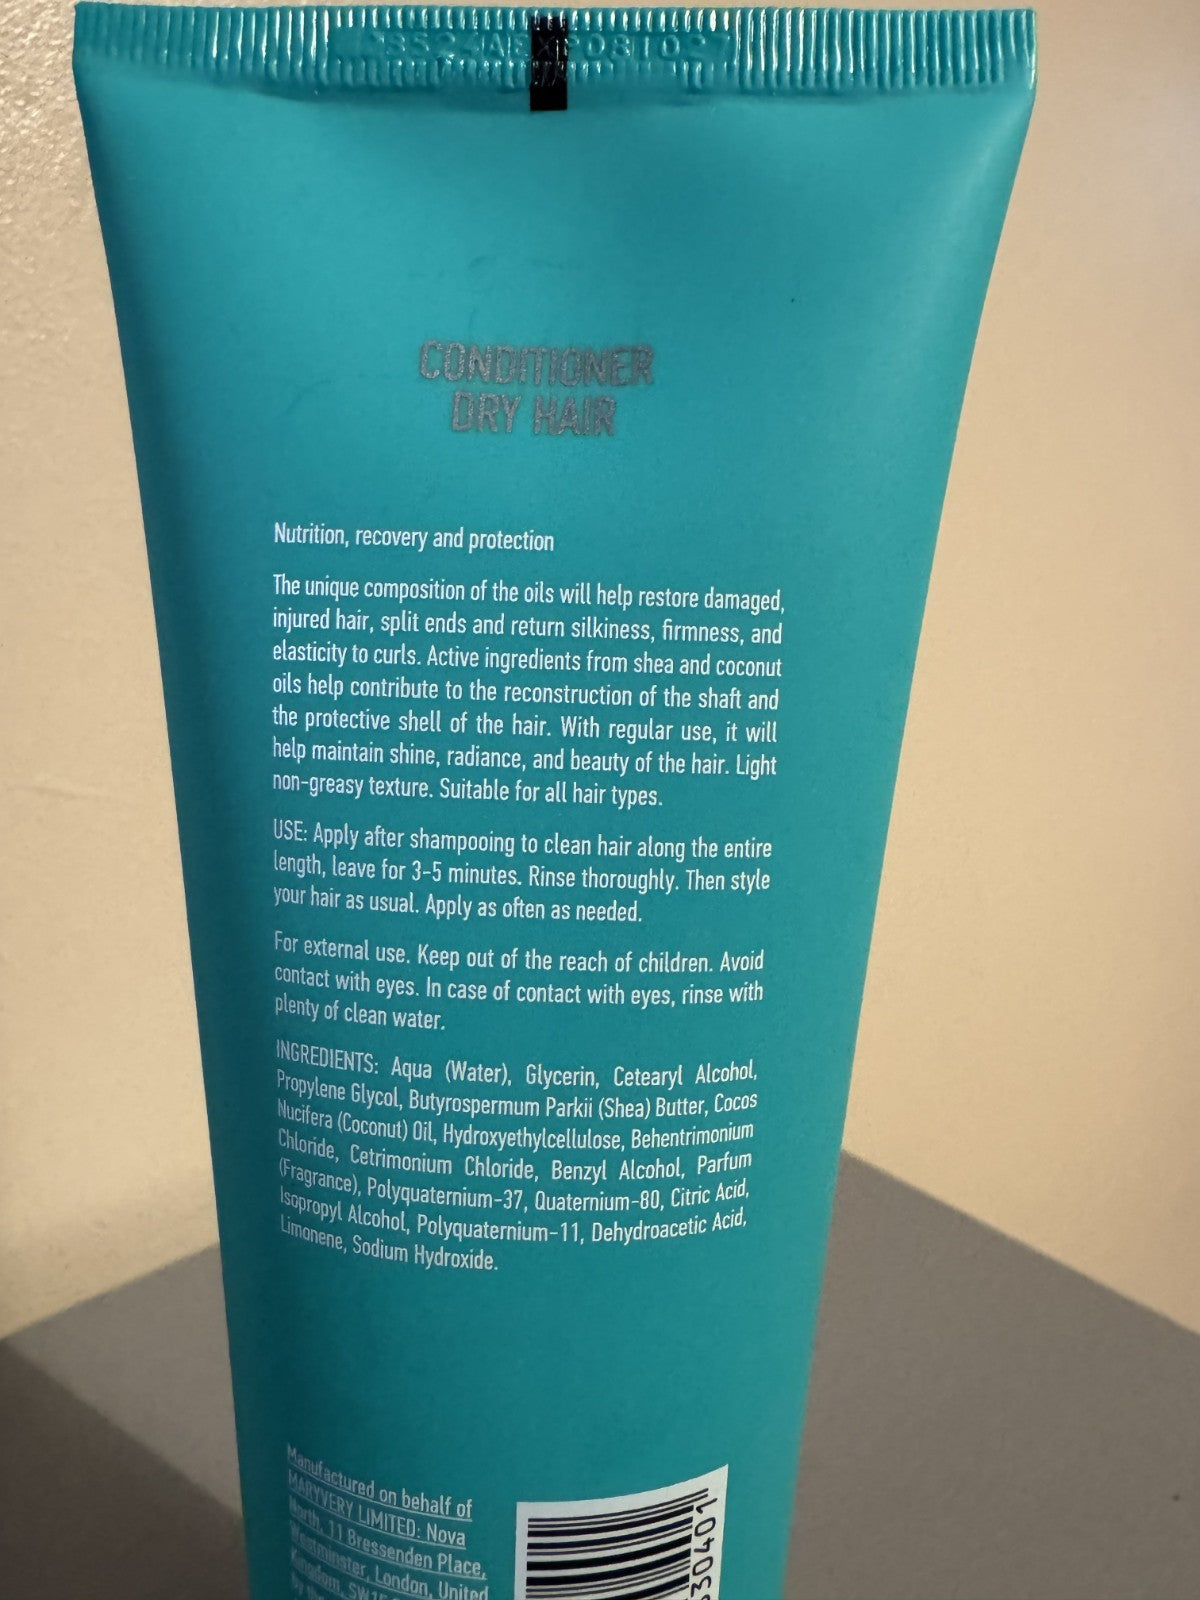 CONDITIONER
DRY HAIR
Nutrition, recovery and protection
The unique composition of the oils will help restore damaged,
injured hair, split ends and return silkiness, firmness, and
elasticity to curls. Active ingredients from shea and coconut
oils help contribute to the reconstruction of the shaft and
the protective shell of the hair. With regular use, it will
help maintain shine, radiance, and beauty of the hair. Light
non-greasy texture. Suitable for all hair types.
USE: Apply after shampooing to clean hair along the entire
length, leave for 3-5 minutes. Rinse thoroughly. Then style
your hair as usual. Apply as often as needed.
For external use. Keep out of the reach of children. Avoid
contact with eyes. In case of contact with eyes, rinse with
plenty of clean water.
INGREDIENTS: Aqua (Water), Glycerin, Cetearyl Alcohol,
Propylene Glycol, Butyrospermum Parkii (Shea) Butter, Cocos
Nucifera (Coconut) Oil, Hydroxyethylcellulose, Behentrimonium
Chloride, Cetrimonium Chloride, Benzyl Alcohol, Parfum
(Fragrance), Polyquaternium-37, Quaternium-80, Citric Acid,
Isopropyl Alcohol, Polyquaternium-11, Dehydroacetic Acid,
Limonene, Sodium Hydroxide.
Manufactured on behalf of
MARYVERY LIMITED: Nova
North, 11 Bressenden Place,
Westminster, London, United
Kingdom,
30401